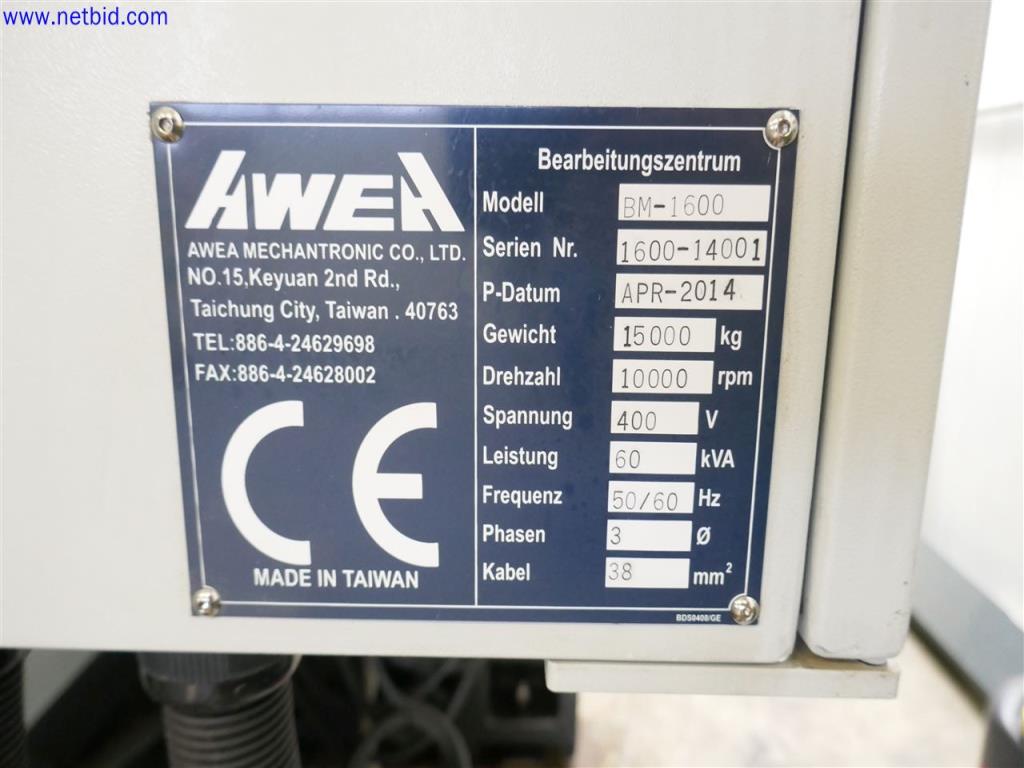 www.netbid.com
AWEA
AWEA MECHANTRONIC CO., LTD.
NO.15,Keyuan 2nd Rd.,
Taichung City, Taiwan . 40763
TEL:886-4-24629698
FAX:886-4-24628002
CE
MADE IN TAIWAN
Bearbeitungszentrum
Modell BM-1600
Serien Nr. 1600-14001
P-Datum APR-2014
Gewicht 15000 kg
Drehzahl 10000 rpm
Spannung 400 V
Leistung 60 kVA
Frequenz 50/60 Hz
Phasen 3 Ø
Kabel 38 mm²
BDS0408/GE